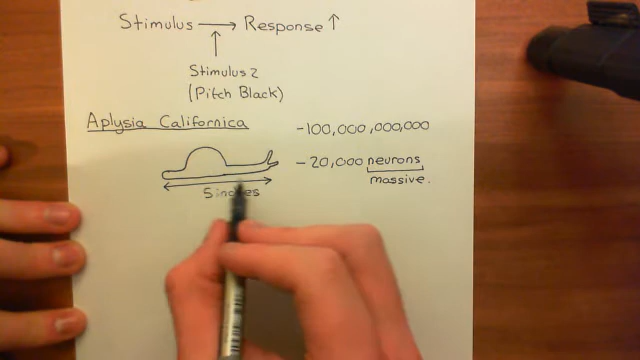 Stimulus → Response ↑
Stimulus 2
(Pitch Black)
Aplysia Californica
-100,000,000,000
-20,000 neurons
massive.
5 inches